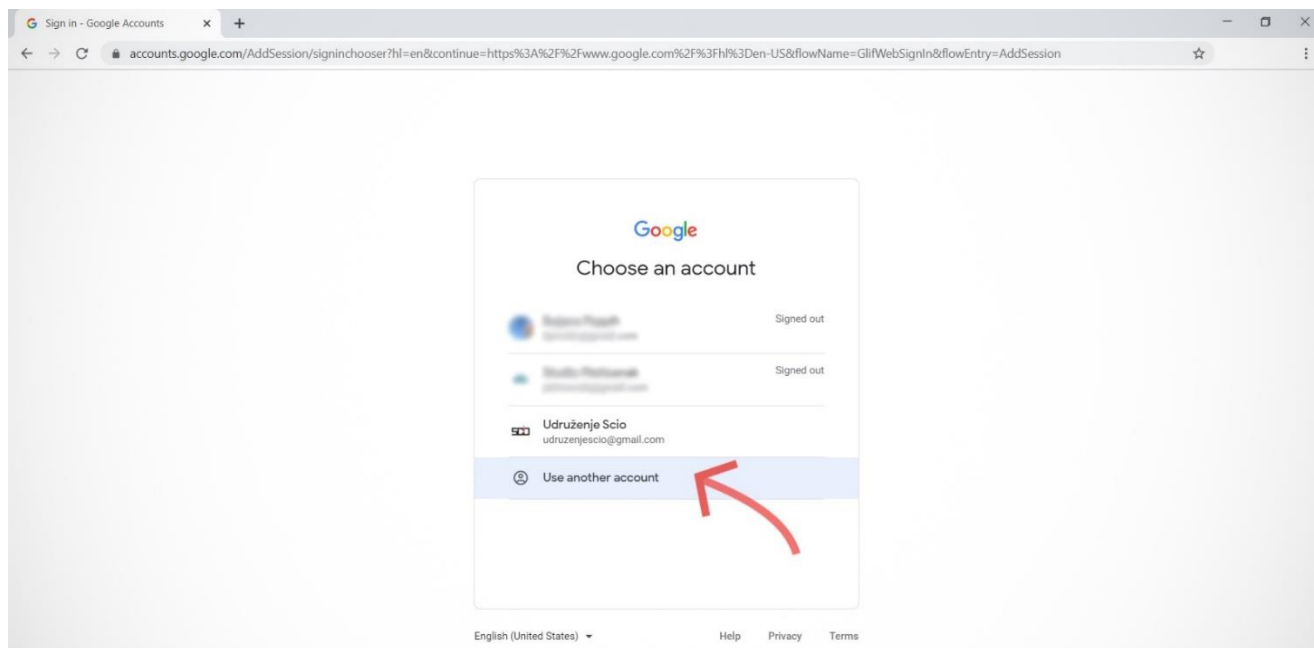 Sign in - Google Accounts
accounts.google.com/AddSession/signinchooser?hl=en&continue=https%3A%2F%2Fwww.google.com%2F%3Fhl%3Den-US&flowName=GlifWebSignIn&flowEntry=AddSession
Google
Choose an account
Signed out
Signed out
Udruženje Scio
udruzenjescio@gmail.com
Use another account
English (United States) Help Privacy Terms